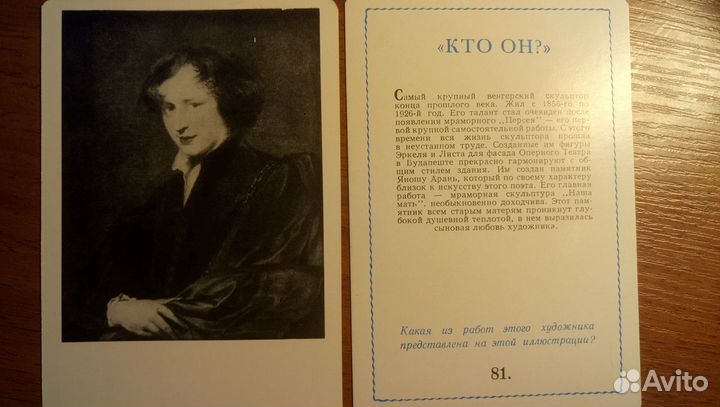 «КТО ОН?»
Самый крупный венгерский скульптор
конца прошлого века. Жил с 1856-го по
1926-й год. Его талант стал очевиден после
появления мраморного ,,Персея" — его пер-
вой крупной самостоятельной работы. С этого
времени вся жизнь скульптора прошла
в неустанном труде. Созданные им фигуры
Эркеля и Листа для фасада Оперного Театра
в Будапеште прекрасно гармонируют с об-
щим стилем здания. Им создан памятник
Яношу Арань, который по своему характеру
близок к искусству этого поэта. Его главная
работа — мраморная скульптура ,,Наша
мать". необыкновенно доходчива. Этот пам-
ятник всем старым матерям проникнут глу-
бокой душевной теплотой, в нем выразилась
сыновая любовь художника.
Какая из работ этого художника
представлена на этой иллюстрации?
81.
Avito